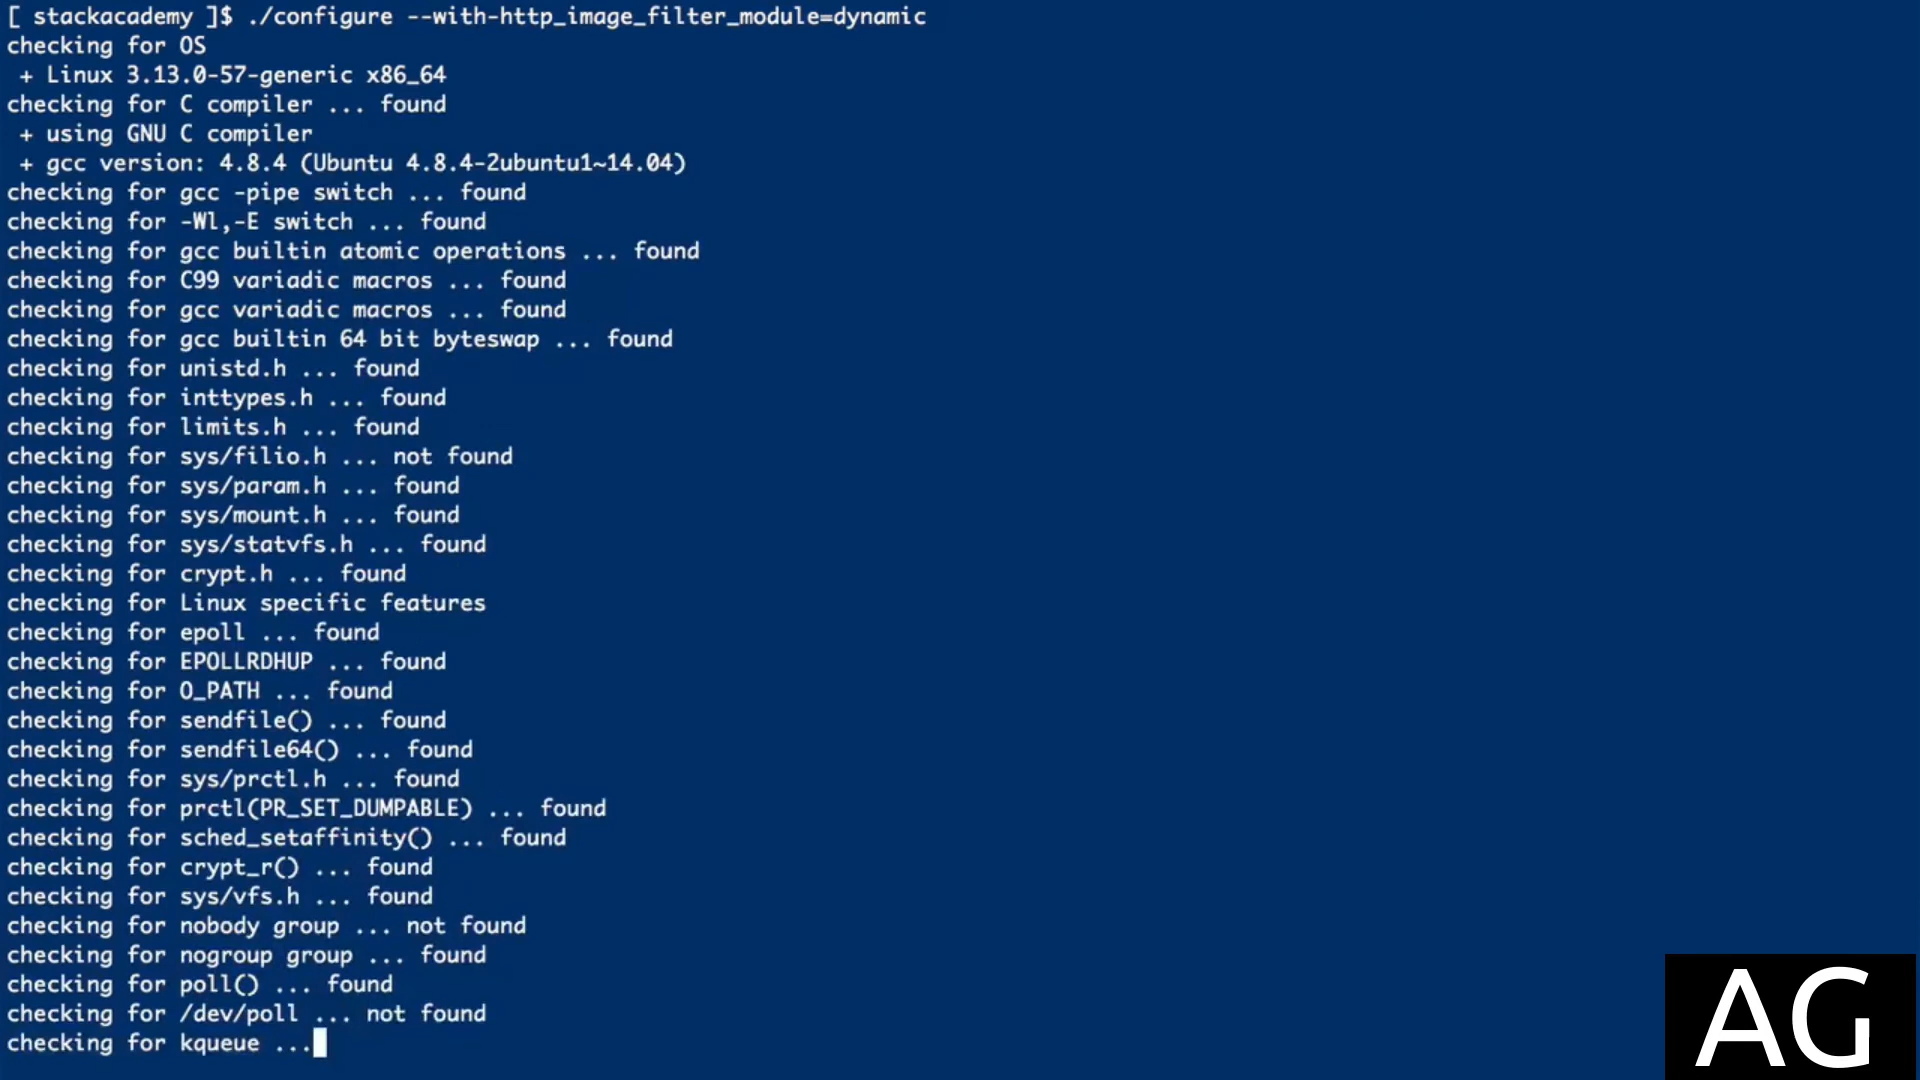 [ stackacademy ]$ ./configure --with-http_image_filter_module=dynamic
checking for OS
 + Linux 3.13.0-57-generic x86_64
checking for C compiler ... found
 + using GNU C compiler
 + gcc version: 4.8.4 (Ubuntu 4.8.4-2ubuntu1~14.04)
checking for gcc -pipe switch ... found
checking for -Wl,-E switch ... found
checking for gcc builtin atomic operations ... found
checking for C99 variadic macros ... found
checking for gcc variadic macros ... found
checking for gcc builtin 64 bit byteswap ... found
checking for unistd.h ... found
checking for inttypes.h ... found
checking for limits.h ... found
checking for sys/filio.h ... not found
checking for sys/param.h ... found
checking for sys/mount.h ... found
checking for sys/statvfs.h ... found
checking for crypt.h ... found
checking for Linux specific features
checking for epoll ... found
checking for EPOLLRDHUP ... found
checking for O_PATH ... found
checking for sendfile() ... found
checking for sendfile64() ... found
checking for sys/prctl.h ... found
checking for prctl(PR_SET_DUMPABLE) ... found
checking for sched_setaffinity() ... found
checking for crypt_r() ... found
checking for sys/vfs.h ... found
checking for nobody group ... not found
checking for nogroup group ... found
checking for poll() ... found
checking for /dev/poll ... not found
checking for kqueue ...
AG